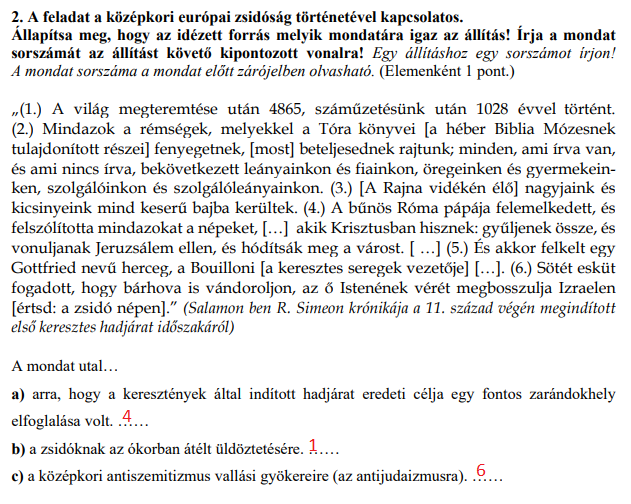 2. A feladat a középkori európai zsidóság történetével kapcsolatos.
Állapítsa meg, hogy az idézett forrás melyik mondatára igaz az állítás! Írja a mondat
sorszámát az állítást követő kipontozott vonalra! Egy állításhoz egy sorszámot írjon!
A mondat sorszáma a mondat előtt zárójelben olvasható. (Elemenként 1 pont.)
„(1.) A világ megteremtése után 4865, száműzetésünk után 1028 évvel történt.
(2.) Mindazok a rémségek, melyekkel a Tóra könyvei [a héber Biblia Mózesnek
tulajdonított részei] fenyegetnek, [most] beteljesednek rajtunk; minden, ami írva van,
és ami nincs írva, bekövetkezett leányainkon és fiainkon, öregeinken és gyermekein-
ken, szolgálóinkon és szolgálóleányainkon. (3.) [A Rajna vidékén élő] nagyjaink és
kicsinyeink mind keserű bajba kerültek. (4.) A bűnös Róma pápája felemelkedett, és
felszólította mindazokat a népeket, […] akik Krisztusban hisznek: gyűljenek össze, és
vonuljanak Jeruzsálem ellen, és hódítsák meg a várost. [ …] (5.) És akkor felkelt egy
Gottfried nevű herceg, a Bouilloni [a keresztes seregek vezetője] […]. (6.) Sötét esküt
fogadott, hogy bárhova is vándoroljon, az ő Istenének vérét megbosszulja Izraelen
[értsd: a zsidó népen].” (Salamon ben R. Simeon krónikája a 11. század végén megindított
első keresztes hadjárat időszakáról)
A mondat utal…
a) arra, hogy a keresztények által indított hadjárat eredeti célja egy fontos zarándokhely
elfoglalása volt. .4.…
b) a zsidóknak az ókorban átélt üldöztetésére. 1.….
c) a középkori antiszemitizmus vallási gyökereire (az antijudaizmusra). .6.…